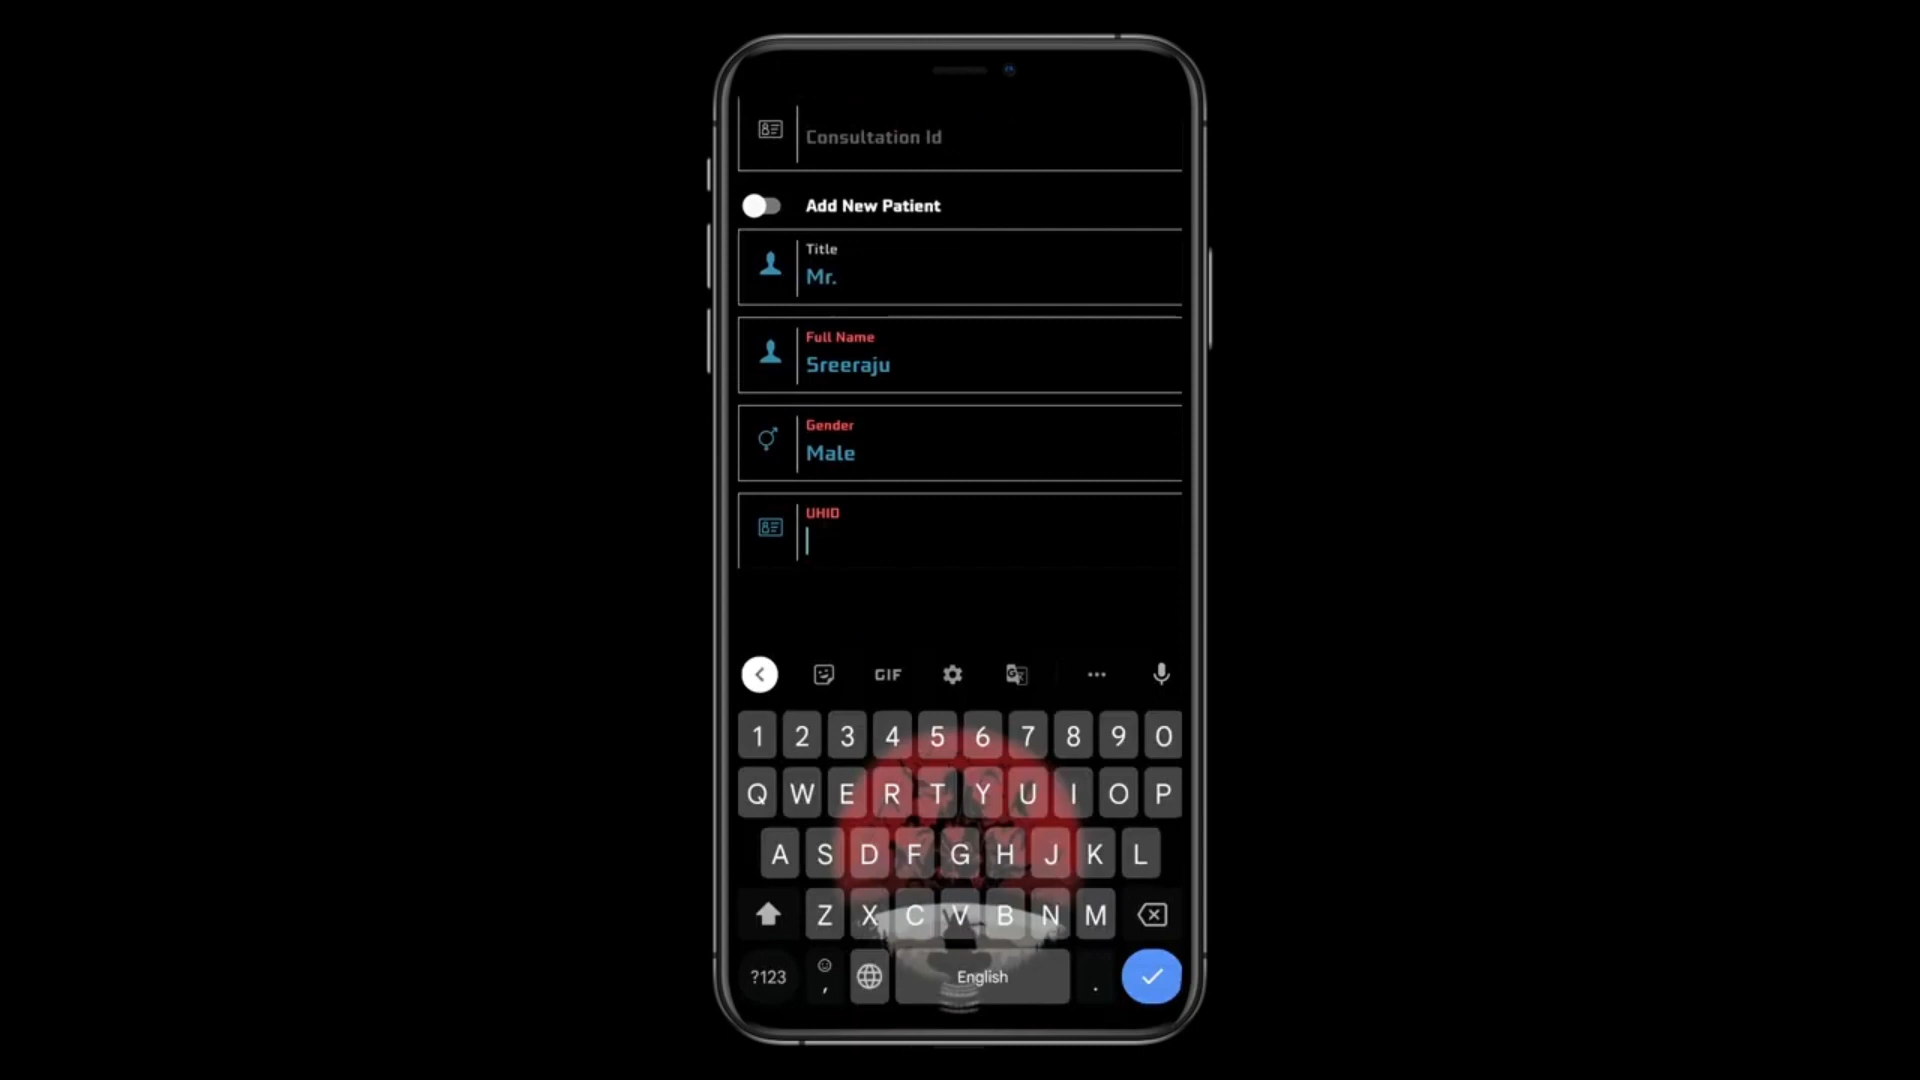 Consultation Id
Add New Patient
Title
Mr.
Full Name
Sreeraju
Gender
Male
UHID
GIF
1 2 3 4 5 6 7 8 9 0
Q W E R T Y U I O P
A S D F G H J K L
Z X C V B N M
?123 , English .